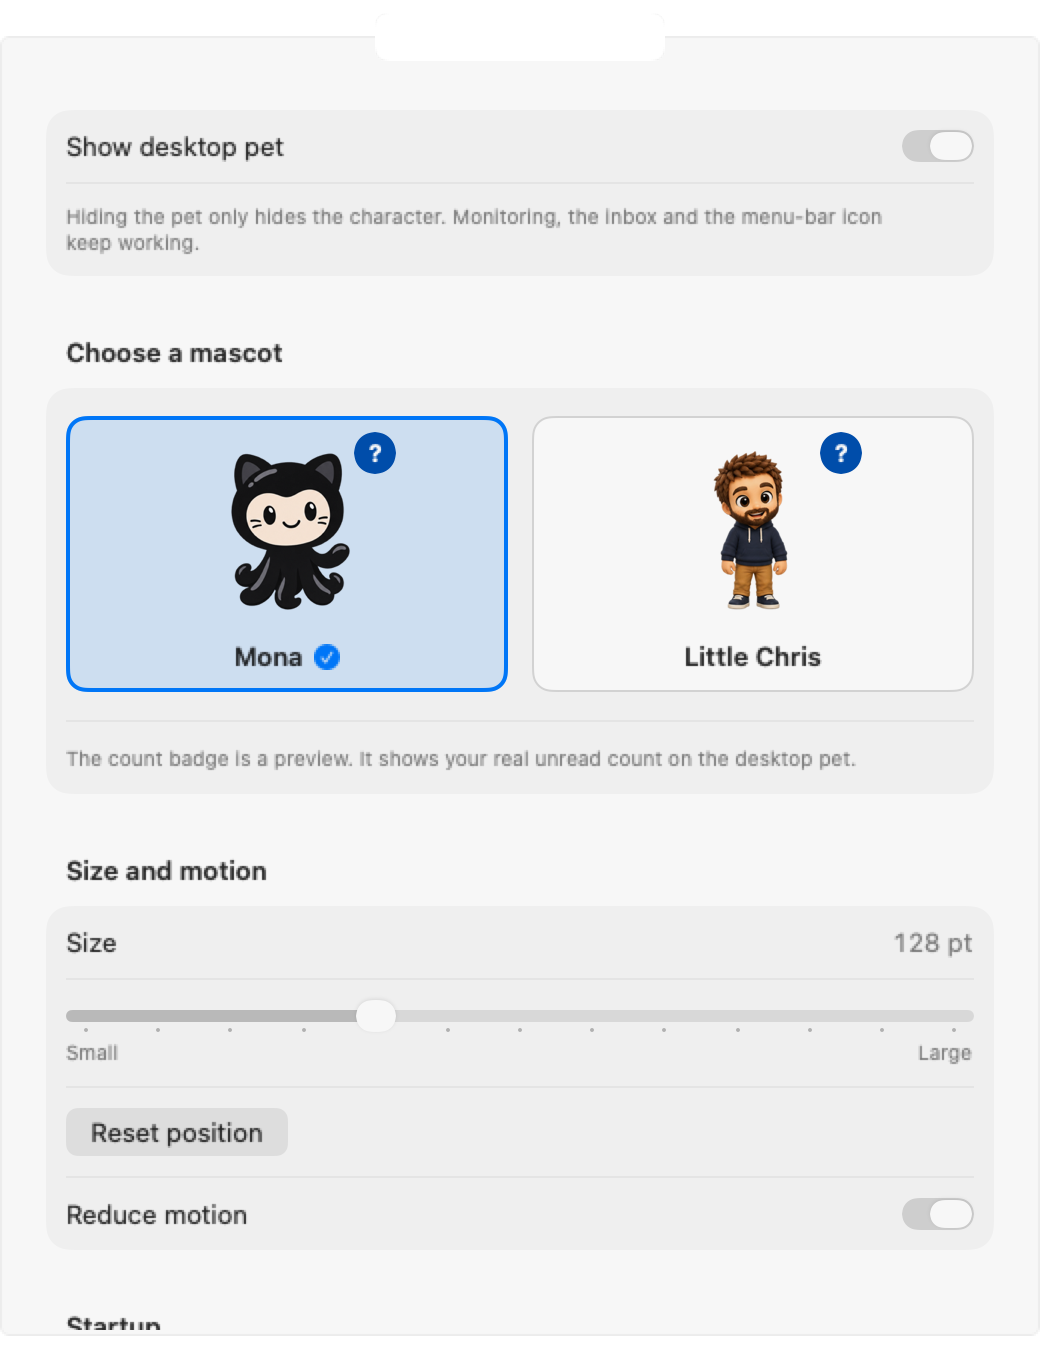 Show desktop pet
Hiding the pet only hides the character. Monitoring, the inbox and the menu-bar icon
keep working.
Choose a mascot
?
?
Mona
Little Chris
The count badge is a preview. It shows your real unread count on the desktop pet.
Size and motion
Size
128 pt
Small
Large
Reset position
Reduce motion
Startup